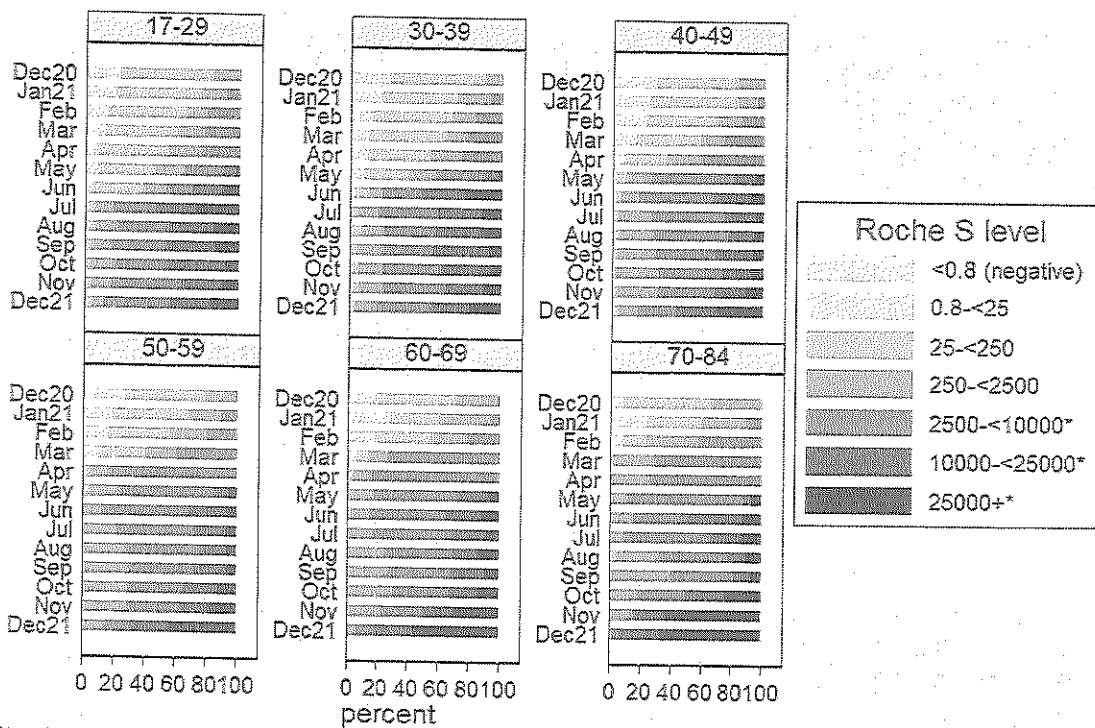 17-29
30-39
40-49
Dec20
Jan21
Feb
Mar
Apr
May
Jun
Jul
Aug
Sep
Oct
Nov
Dec21
Dec20
Jan21
Feb
Mar
Apr
May
Jun
Jul
Aug
Sep
Oct
Nov
Dec21
Dec20
Jan21
Feb
Mar
Apr
May
Jun
Jul
Aug
Sep
Oct
Nov
Dec21
50-59
60-69
70-84
Dec20
Jan21
Feb
Mar
Apr
May
Jun
Jul
Aug
Sep
Oct
Nov
Dec21
Dec20
Jan21
Feb
Mar
Apr
May
Jun
Jul
Aug
Sep
Oct
Nov
Dec21
Dec20
Jan21
Feb
Mar
Apr
May
Jun
Jul
Aug
Sep
Oct
Nov
Dec21
0 20 40 60 80 100
0 20 40 60 80 100
0 20 40 60 80 100
percent
Roche S level
<0.8 (negative)
0.8-<25
25-<250
250-<2500
2500-<10000*
10000-<25000*
25000+*